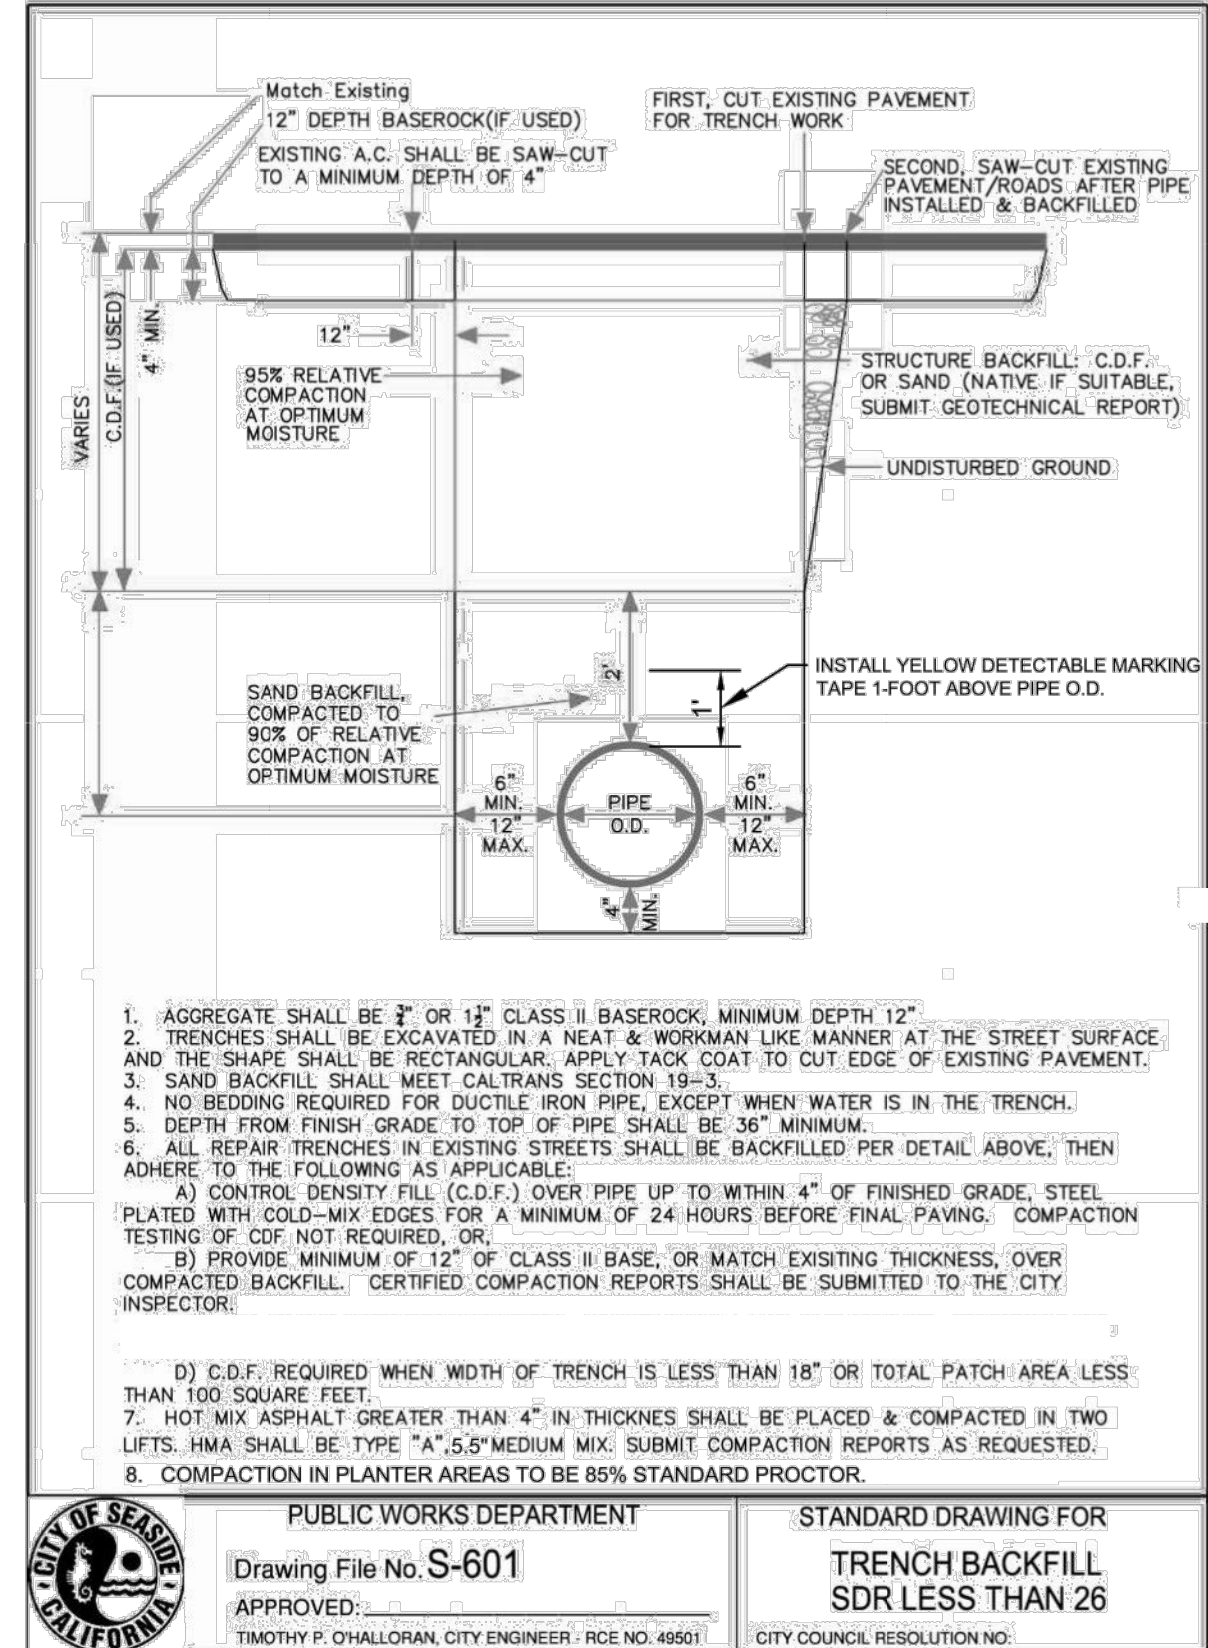 Match Existing
12" DEPTH BASEROCK(IF USED)
EXISTING A.C. SHALL BE SAW-CUT
TO A MINIMUM DEPTH OF 4"
FIRST, CUT EXISTING PAVEMENT
FOR TRENCH WORK
SECOND, SAW-CUT EXISTING
PAVEMENT/ROADS AFTER PIPE
INSTALLED & BACKFILLED
VARIES
C.D.F.(IF USED)
4" MIN.
12"
95% RELATIVE
COMPACTION
AT OPTIMUM
MOISTURE
STRUCTURE BACKFILL: C.D.F.
OR SAND (NATIVE IF SUITABLE,
SUBMIT GEOTECHNICAL REPORT)
UNDISTURBED GROUND
INSTALL YELLOW DETECTABLE MARKING
TAPE 1-FOOT ABOVE PIPE O.D.
2'
1'
SAND BACKFILL,
COMPACTED TO
90% OF RELATIVE
COMPACTION AT
OPTIMUM MOISTURE
6"
MIN.
12"
MAX.
PIPE
O.D.
6"
MIN.
12"
MAX.
4"
MIN.
1. AGGREGATE SHALL BE ¾" OR 1½" CLASS II BASEROCK, MINIMUM DEPTH 12".
2. TRENCHES SHALL BE EXCAVATED IN A NEAT & WORKMAN LIKE MANNER AT THE STREET SURFACE
AND THE SHAPE SHALL BE RECTANGULAR. APPLY TACK COAT TO CUT EDGE OF EXISTING PAVEMENT.
3. SAND BACKFILL SHALL MEET CALTRANS SECTION 19-3.
4. NO BEDDING REQUIRED FOR DUCTILE IRON PIPE, EXCEPT WHEN WATER IS IN THE TRENCH.
5. DEPTH FROM FINISH GRADE TO TOP OF PIPE SHALL BE 36" MINIMUM.
6. ALL REPAIR TRENCHES IN EXISTING STREETS SHALL BE BACKFILLED PER DETAIL ABOVE, THEN
ADHERE TO THE FOLLOWING AS APPLICABLE:
A) CONTROL DENSITY FILL (C.D.F.) OVER PIPE UP TO WITHIN 4" OF FINISHED GRADE, STEEL
PLATED WITH COLD-MIX EDGES FOR A MINIMUM OF 24 HOURS BEFORE FINAL PAVING. COMPACTION
TESTING OF CDF NOT REQUIRED, OR,
B) PROVIDE MINIMUM OF 12" OF CLASS II BASE, OR MATCH EXISITING THICKNESS, OVER
COMPACTED BACKFILL. CERTIFIED COMPACTION REPORTS SHALL BE SUBMITTED TO THE CITY
INSPECTOR.
D) C.D.F. REQUIRED WHEN WIDTH OF TRENCH IS LESS THAN 18" OR TOTAL PATCH AREA LESS
THAN 100 SQUARE FEET.
7. HOT MIX ASPHALT GREATER THAN 4" IN THICKNES SHALL BE PLACED & COMPACTED IN TWO
LIFTS. HMA SHALL BE TYPE "A", 5.5" MEDIUM MIX. SUBMIT COMPACTION REPORTS AS REQUESTED.
8. COMPACTION IN PLANTER AREAS TO BE 85% STANDARD PROCTOR.
CITY OF SEASIDE
CALIFORNIA
PUBLIC WORKS DEPARTMENT
Drawing File No. S-601
APPROVED:
TIMOTHY P. O'HALLORAN, CITY ENGINEER - RCE NO. 49501
STANDARD DRAWING FOR
TRENCH BACKFILL
SDR LESS THAN 26
CITY COUNCIL RESOLUTION NO: